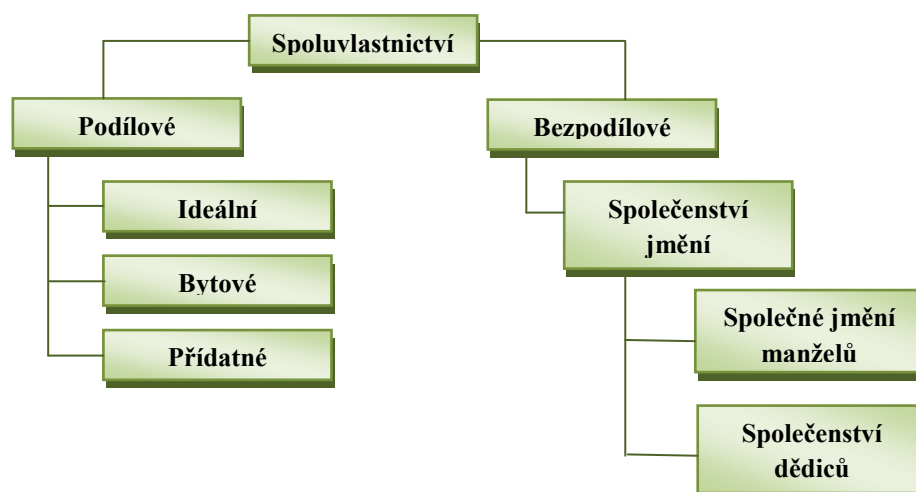 Spoluvlastnictví
Podílové
Bezpodílové
Ideální
Bytové
Přídatné
Společenství
jmění
Společné jmění
manželů
Společenství
dědiců